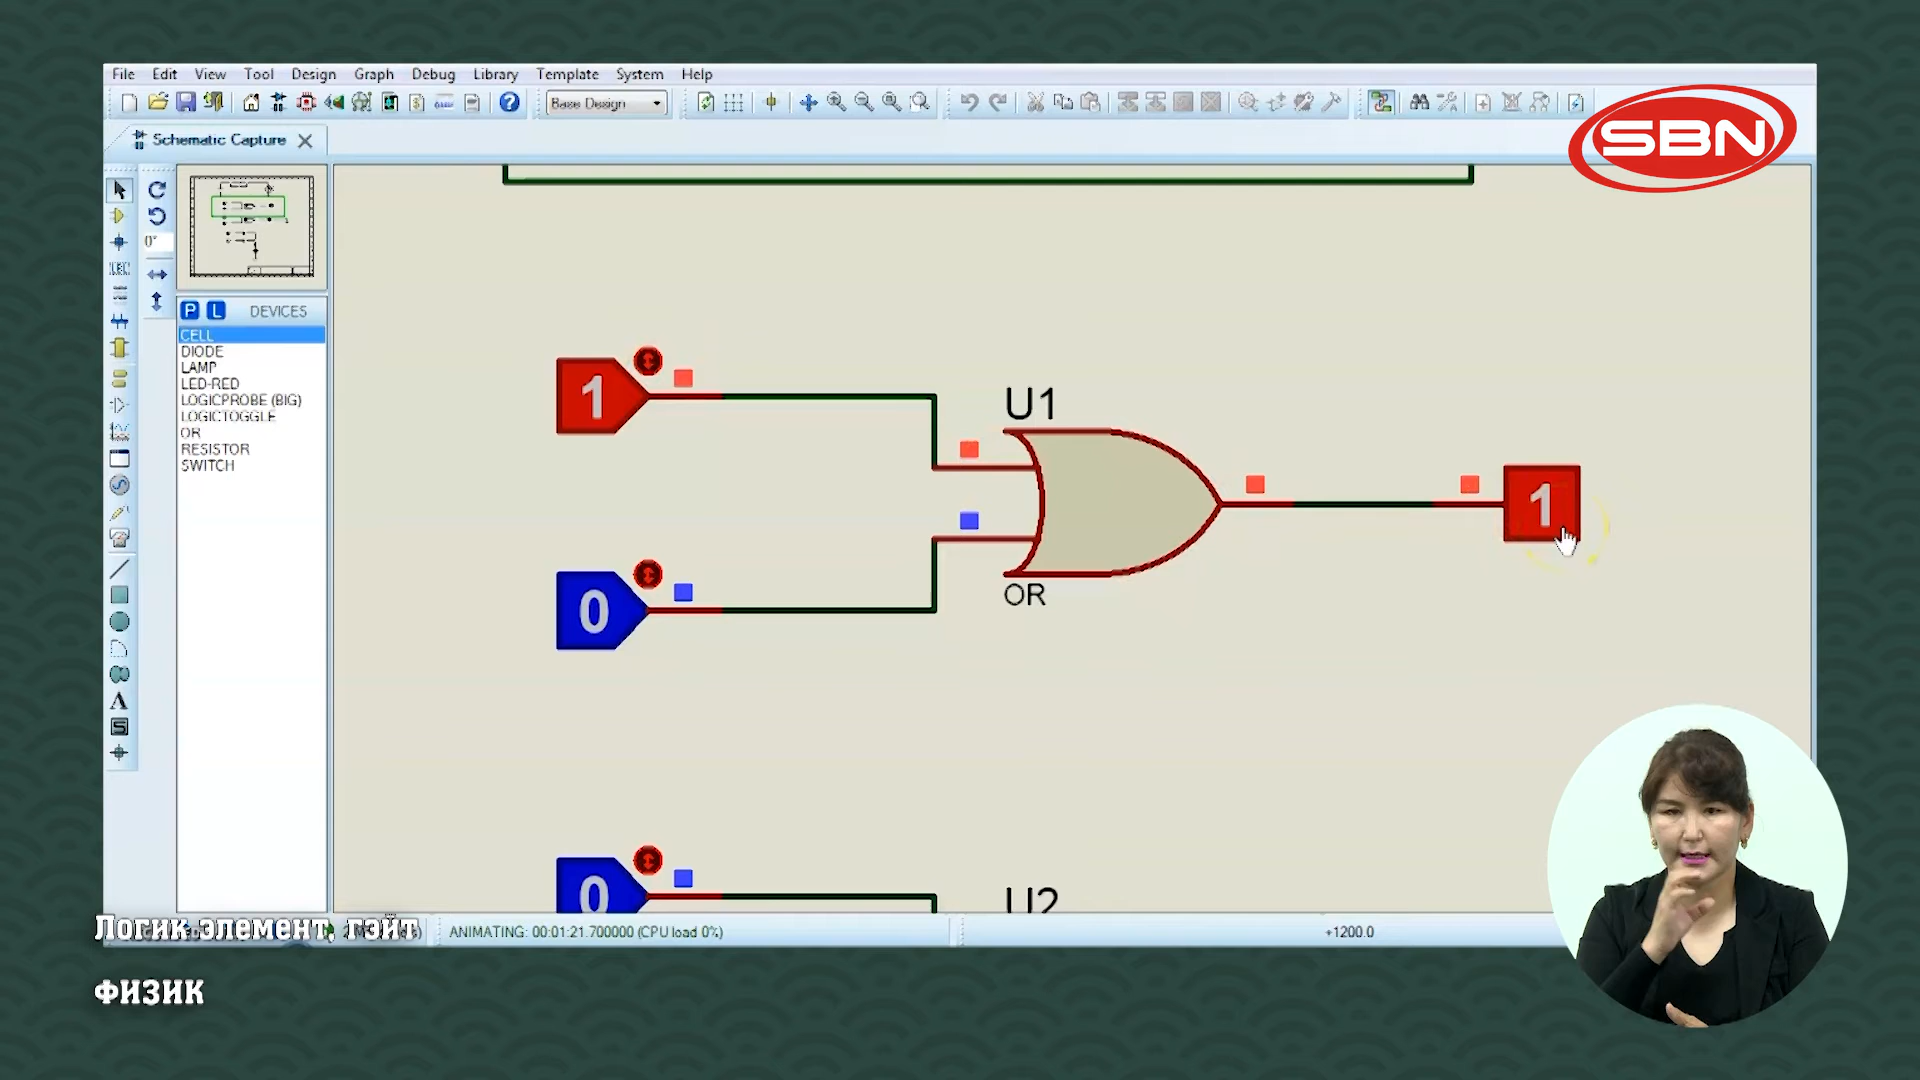 File Edit View Tool Design Graph Debug Library Template System Help
Base Design
SBN
Schematic Capture
0°
P L DEVICES
CELL
DIODE
LAMP
LED-RED
LOGICPROBE (BIG)
LOGICTOGGLE
OR
RESISTOR
SWITCH
1
U1
1
OR
0
0
U2
Логик элемент, гэйт
ANIMATING: 00:01:21.700000 (CPU load 0%)
+1200.0
ФИЗИК